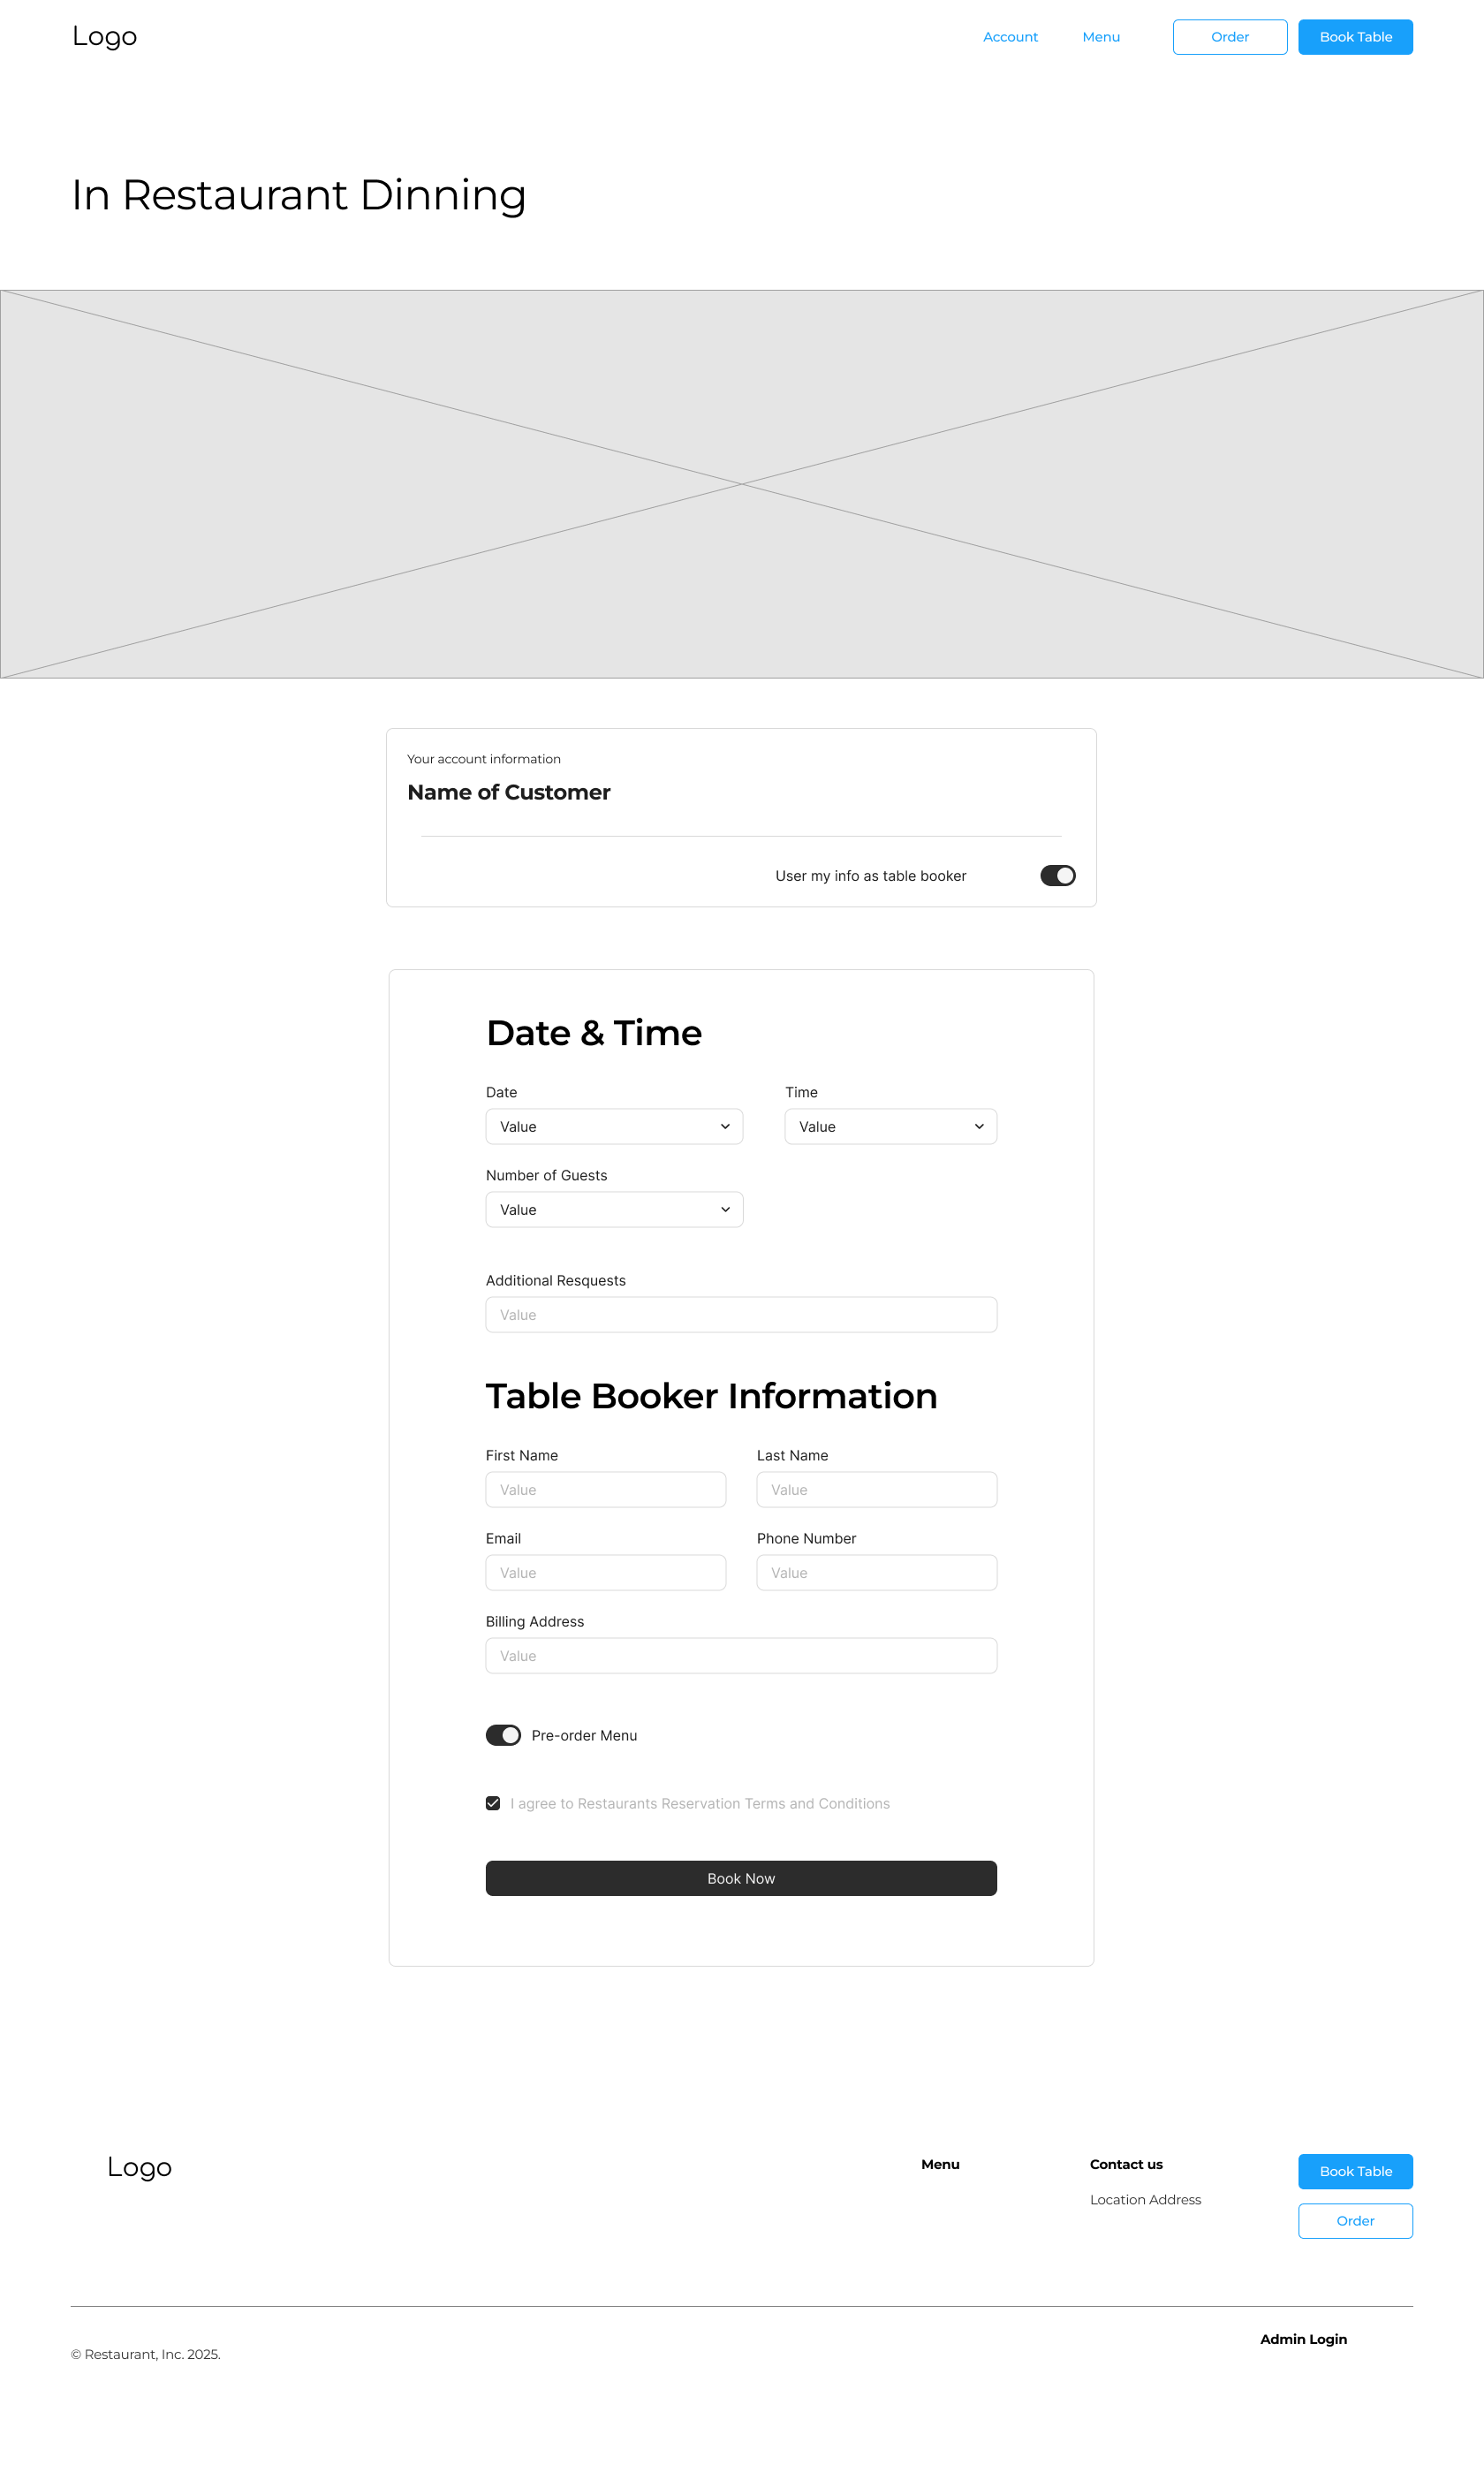 Logo
Account
Menu
Order
Book Table
In Restaurant Dinning
Your account information
Name of Customer
User my info as table booker
Date & Time
Date
Time
Value
Value
Number of Guests
Value
Additional Resquests
Value
Table Booker Information
First Name
Last Name
Value
Value
Email
Phone Number
Value
Value
Billing Address
Value
Pre-order Menu
I agree to Restaurants Reservation Terms and Conditions
Book Now
Logo
Menu
Contact us
Book Table
Location Address
Order
Admin Login
© Restaurant, Inc. 2025.